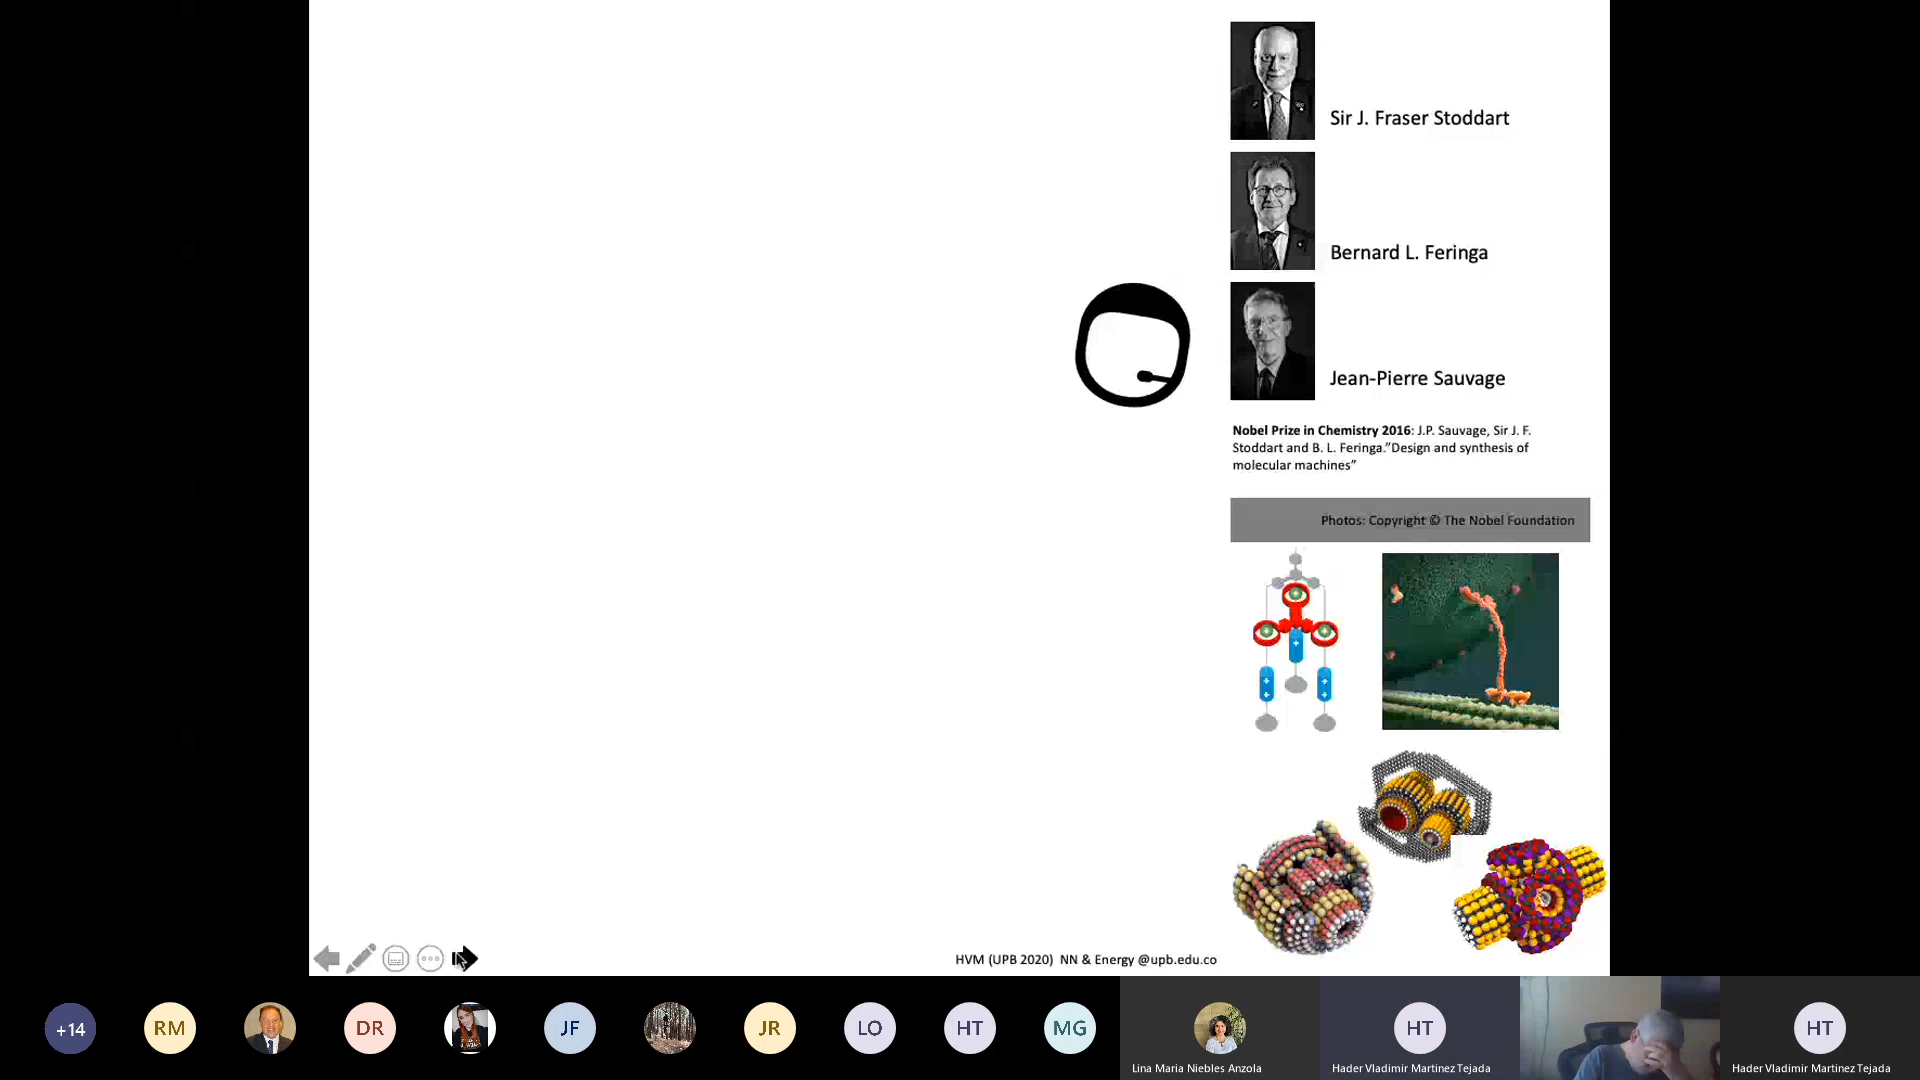 Sir J. Fraser Stoddart
Bernard L. Feringa
Jean-Pierre Sauvage
Nobel Prize in Chemistry 2016: J.P. Sauvage, Sir J. F.
Stoddart and B. L. Feringa.”Design and synthesis of
molecular machines”
Photos: Copyright © The Nobel Foundation
HVM (UPB 2020)  NN & Energy @upb.edu.co
+14
RM
DR
JF
JR
LO
HT
MG
Lina Maria Niebles Anzola
HT
Hader Vladimir Martinez Tejada
HT
Hader Vladimir Martinez Tejada